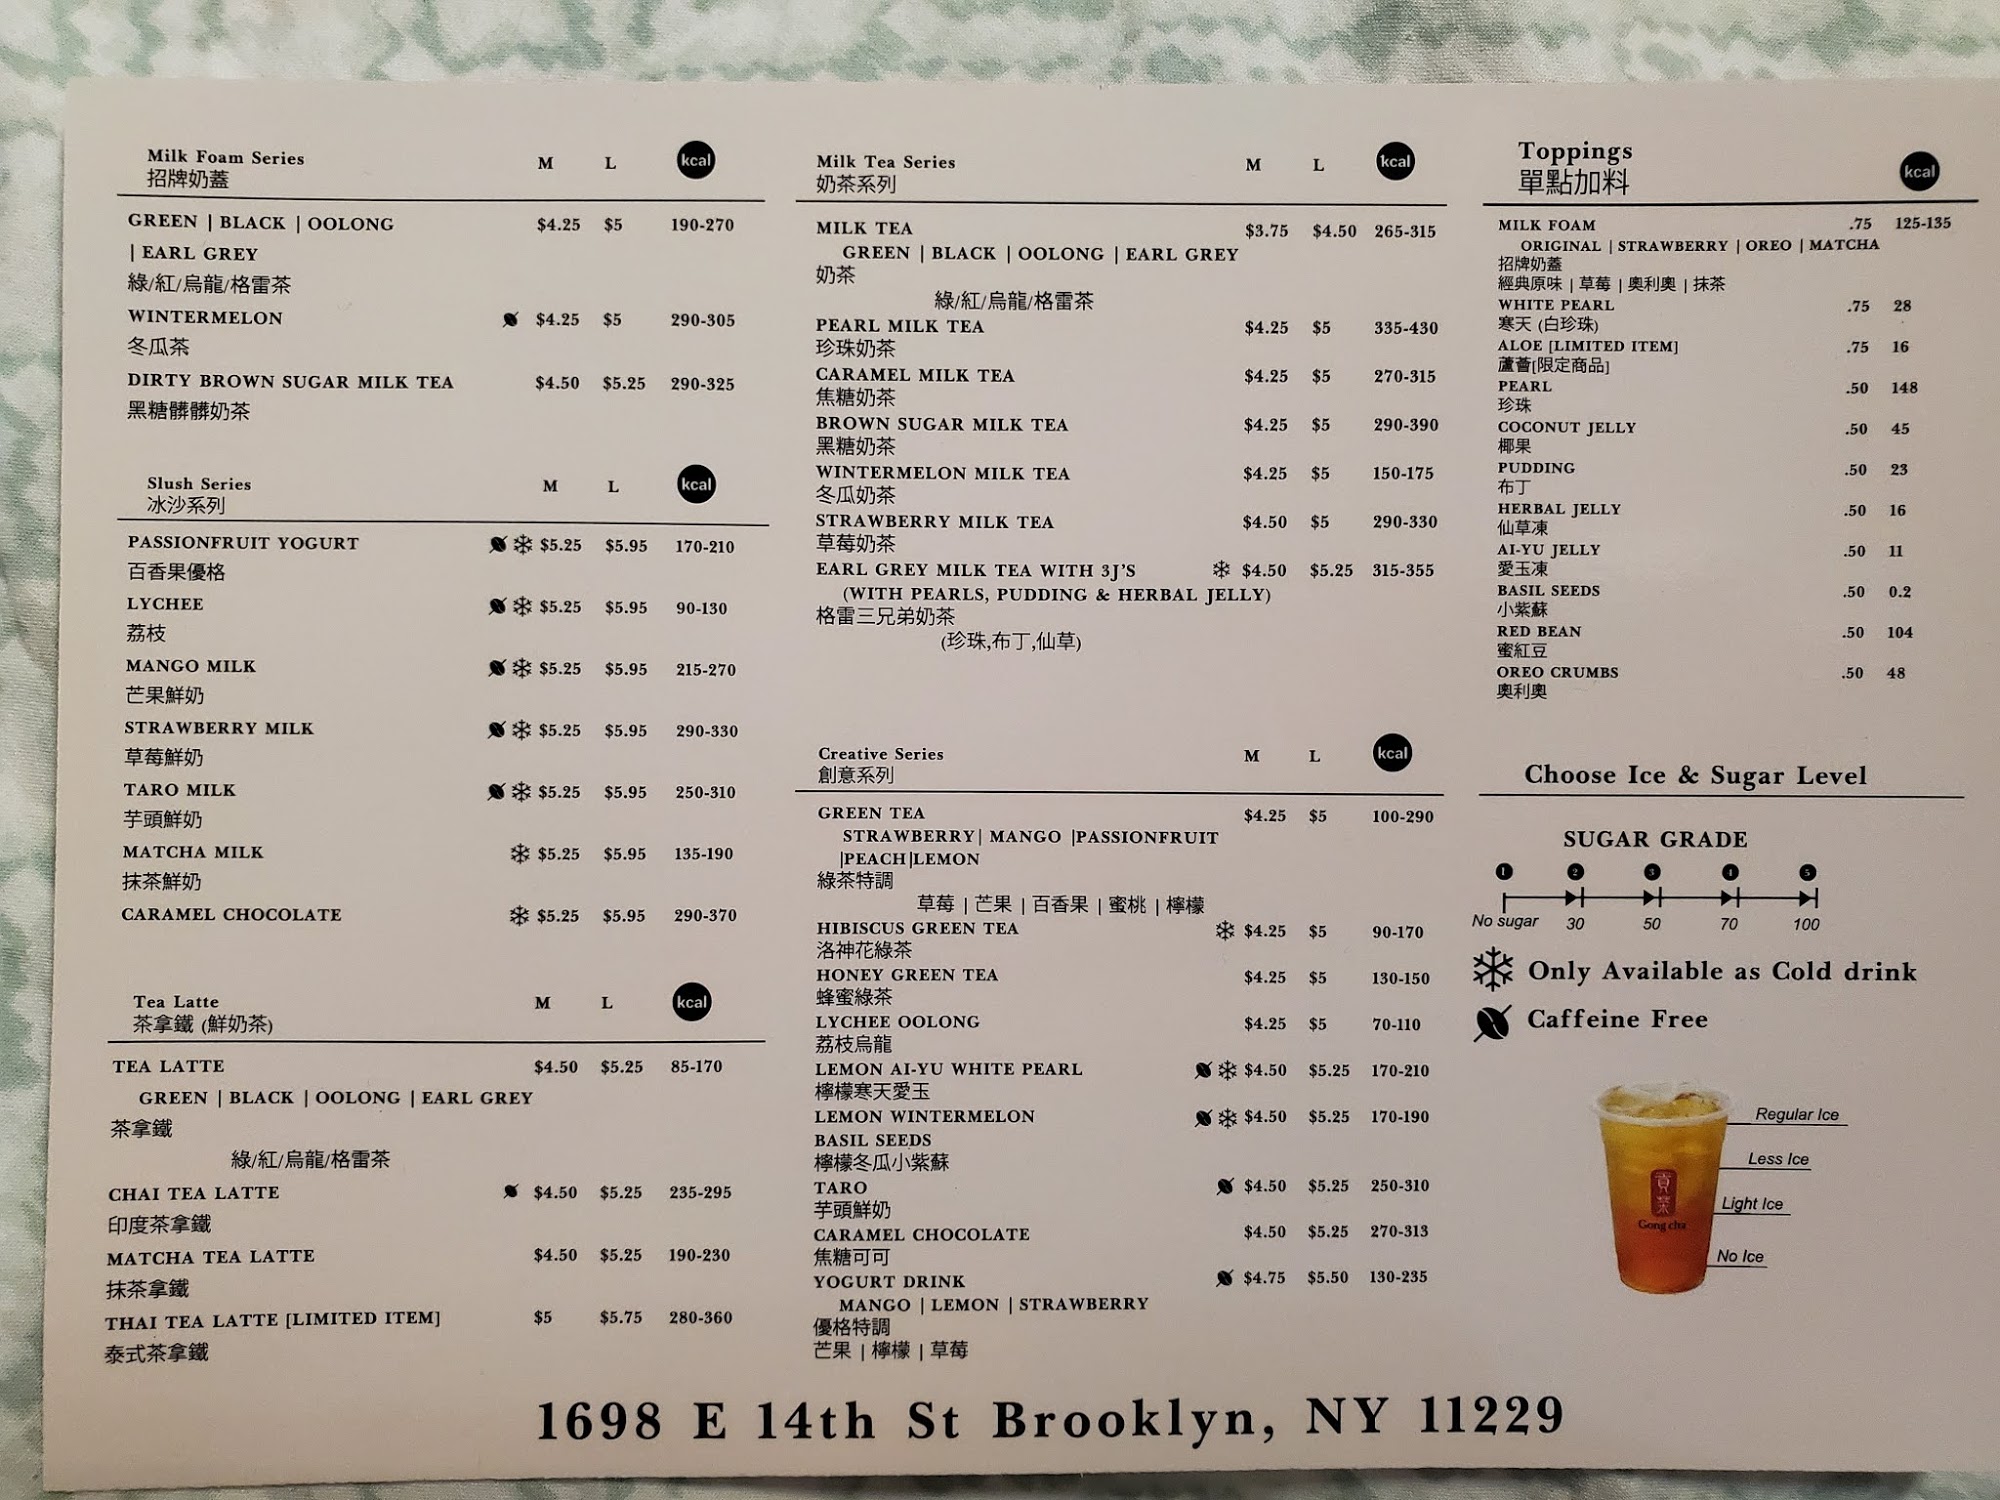 Milk Foam Series M L kcal
招牌奶蓋
GREEN | BLACK | OOLONG $4.25 $5 190-270
| EARL GREY
綠/紅/烏龍/格雷茶
WINTERMELON $4.25 $5 290-305
冬瓜茶
DIRTY BROWN SUGAR MILK TEA $4.50 $5.25 290-325
黑糖髒髒奶茶
Slush Series M L kcal
冰沙系列
PASSIONFRUIT YOGURT $5.25 $5.95 170-210
百香果優格
LYCHEE $5.25 $5.95 90-130
荔枝
MANGO MILK $5.25 $5.95 215-270
芒果鮮奶
STRAWBERRY MILK $5.25 $5.95 290-330
草莓鮮奶
TARO MILK $5.25 $5.95 250-310
芋頭鮮奶
MATCHA MILK $5.25 $5.95 135-190
抹茶鮮奶
CARAMEL CHOCOLATE $5.25 $5.95 290-370
Tea Latte M L kcal
茶拿鐵 (鮮奶茶)
TEA LATTE $4.50 $5.25 85-170
GREEN | BLACK | OOLONG | EARL GREY
茶拿鐵
綠/紅/烏龍/格雷茶
CHAI TEA LATTE $4.50 $5.25 235-295
印度茶拿鐵
MATCHA TEA LATTE $4.50 $5.25 190-230
抹茶拿鐵
THAI TEA LATTE [LIMITED ITEM] $5 $5.75 280-360
泰式茶拿鐵
Milk Tea Series M L kcal
奶茶系列
MILK TEA $3.75 $4.50 265-315
GREEN | BLACK | OOLONG | EARL GREY
奶茶
綠/紅/烏龍/格雷茶
PEARL MILK TEA $4.25 $5 335-430
珍珠奶茶
CARAMEL MILK TEA $4.25 $5 270-315
焦糖奶茶
BROWN SUGAR MILK TEA $4.25 $5 290-390
黑糖奶茶
WINTERMELON MILK TEA $4.25 $5 150-175
冬瓜奶茶
STRAWBERRY MILK TEA $4.50 $5 290-330
草莓奶茶
EARL GREY MILK TEA WITH 3J'S $4.50 $5.25 315-355
(WITH PEARLS, PUDDING & HERBAL JELLY)
格雷三兄弟奶茶
(珍珠,布丁,仙草)
Creative Series M L kcal
創意系列
GREEN TEA $4.25 $5 100-290
STRAWBERRY| MANGO |PASSIONFRUIT
|PEACH|LEMON
綠茶特調
草莓 | 芒果 | 百香果 | 蜜桃 | 檸檬
HIBISCUS GREEN TEA $4.25 $5 90-170
洛神花綠茶
HONEY GREEN TEA $4.25 $5 130-150
蜂蜜綠茶
LYCHEE OOLONG $4.25 $5 70-110
荔枝烏龍
LEMON AI-YU WHITE PEARL $4.50 $5.25 170-210
檸檬寒天愛玉
LEMON WINTERMELON $4.50 $5.25 170-190
BASIL SEEDS
檸檬冬瓜小紫蘇
TARO $4.50 $5.25 250-310
芋頭鮮奶
CARAMEL CHOCOLATE $4.50 $5.25 270-313
焦糖可可
YOGURT DRINK $4.75 $5.50 130-235
MANGO | LEMON | STRAWBERRY
優格特調
芒果 | 檸檬 | 草莓
Toppings kcal
單點加料
MILK FOAM .75 125-135
ORIGINAL | STRAWBERRY | OREO | MATCHA
招牌奶蓋
經典原味 | 草莓 | 奧利奧 | 抹茶
WHITE PEARL .75 28
寒天 (白珍珠)
ALOE [LIMITED ITEM] .75 16
蘆薈[限定商品]
PEARL .50 148
珍珠
COCONUT JELLY .50 45
椰果
PUDDING .50 23
布丁
HERBAL JELLY .50 16
仙草凍
AI-YU JELLY .50 11
愛玉凍
BASIL SEEDS .50 0.2
小紫蘇
RED BEAN .50 104
蜜紅豆
OREO CRUMBS .50 48
奧利奧
Choose Ice & Sugar Level
SUGAR GRADE
1 2 3 4 5
No sugar 30 50 70 100
Only Available as Cold drink
Caffeine Free
Regular Ice
Less Ice
Light Ice
No Ice
貢茶
Gong cha
1698 E 14th St Brooklyn, NY 11229